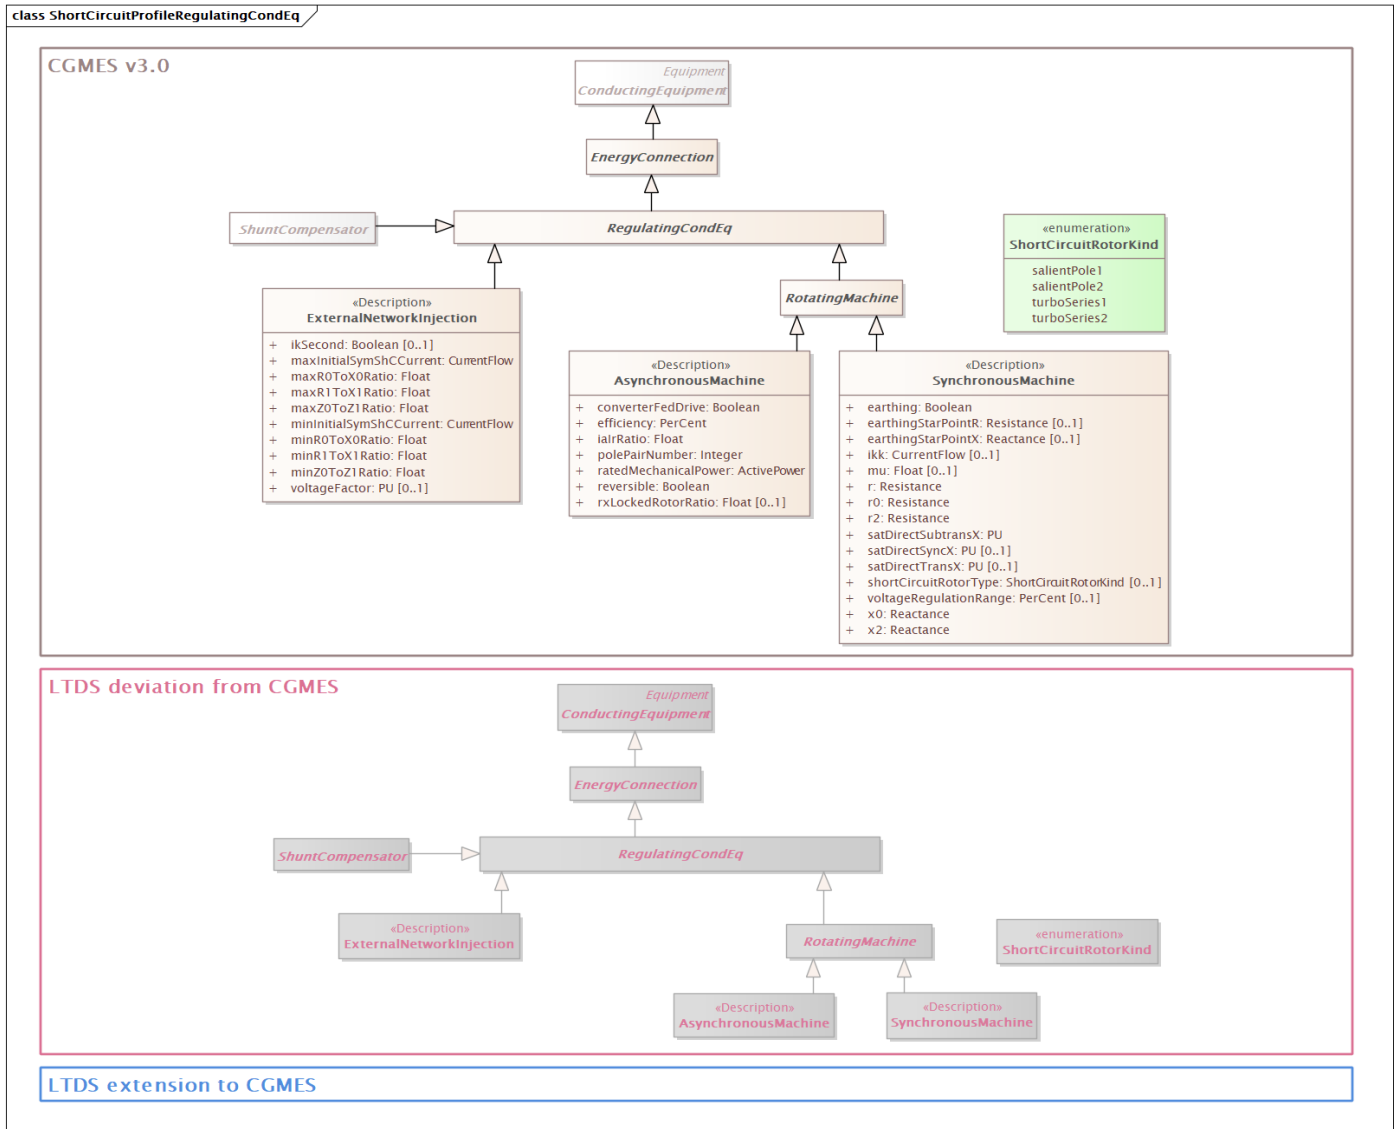 class ShortCircuitProfileRegulatingCondEq
CGMES v3.0
Equipment
ConductingEquipment
EnergyConnection
ShuntCompensator
RegulatingCondEq
«enumeration»
ShortCircuitRotorKind
salientPole1
salientPole2
turboSeries1
turboSeries2
RotatingMachine
«Description»
ExternalNetworkInjection
+ ikSecond: Boolean [0..1]
+ maxInitialSymShCCurrent: CurrentFlow
+ maxR0ToX0Ratio: Float
+ maxR1ToX1Ratio: Float
+ maxZ0ToZ1Ratio: Float
+ minInitialSymShCCurrent: CurrentFlow
+ minR0ToX0Ratio: Float
+ minR1ToX1Ratio: Float
+ minZ0ToZ1Ratio: Float
+ voltageFactor: PU [0..1]
«Description»
AsynchronousMachine
+ converterFedDrive: Boolean
+ efficiency: PerCent
+ iaIrRatio: Float
+ polePairNumber: Integer
+ ratedMechanicalPower: ActivePower
+ reversible: Boolean
+ rxLockedRotorRatio: Float [0..1]
«Description»
SynchronousMachine
+ earthing: Boolean
+ earthingStarPointR: Resistance [0..1]
+ earthingStarPointX: Reactance [0..1]
+ ikk: CurrentFlow [0..1]
+ mu: Float [0..1]
+ r: Resistance
+ r0: Resistance
+ r2: Resistance
+ satDirectSubtransX: PU
+ satDirectSyncX: PU [0..1]
+ satDirectTransX: PU [0..1]
+ shortCircuitRotorType: ShortCircuitRotorKind [0..1]
+ voltageRegulationRange: PerCent [0..1]
+ x0: Reactance
+ x2: Reactance
LTDS deviation from CGMES
Equipment
ConductingEquipment
EnergyConnection
ShuntCompensator
RegulatingCondEq
«Description»
ExternalNetworkInjection
RotatingMachine
«enumeration»
ShortCircuitRotorKind
«Description»
AsynchronousMachine
«Description»
SynchronousMachine
LTDS extension to CGMES